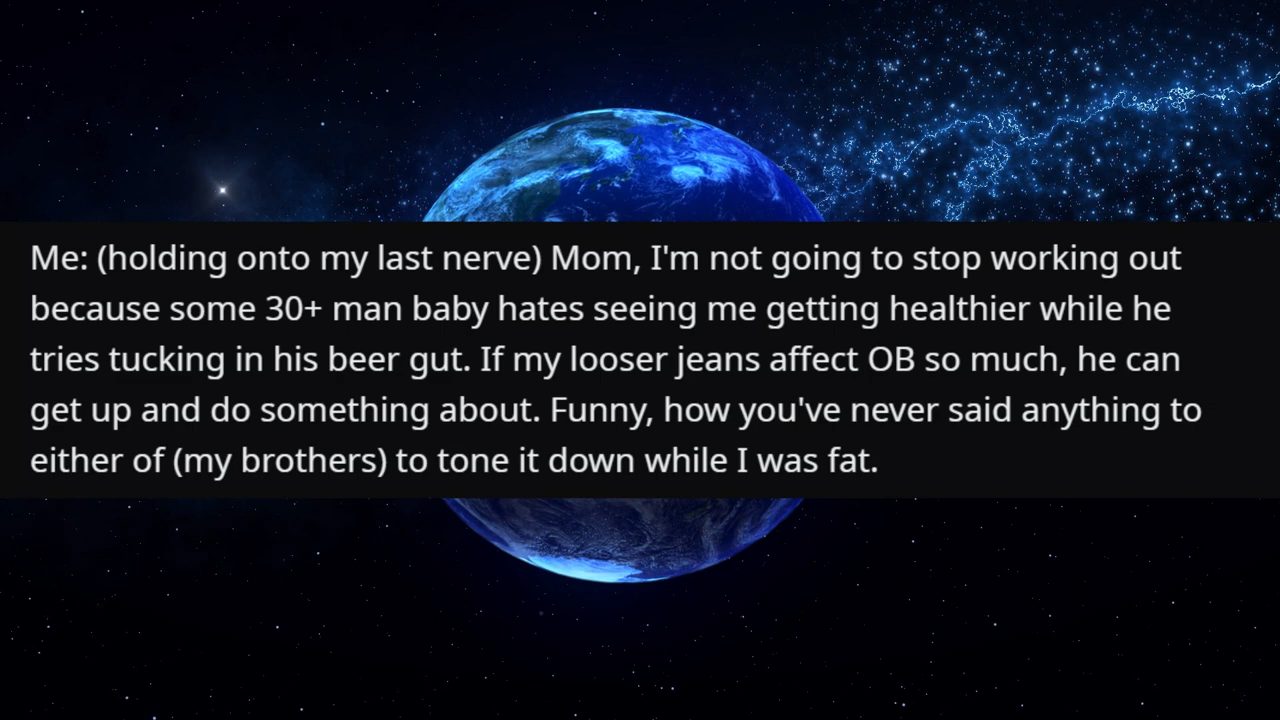 Me: (holding onto my last nerve) Mom, I'm not going to stop working out
because some 30+ man baby hates seeing me getting healthier while he
tries tucking in his beer gut. If my looser jeans affect OB so much, he can
get up and do something about. Funny, how you've never said anything to
either of (my brothers) to tone it down while I was fat.